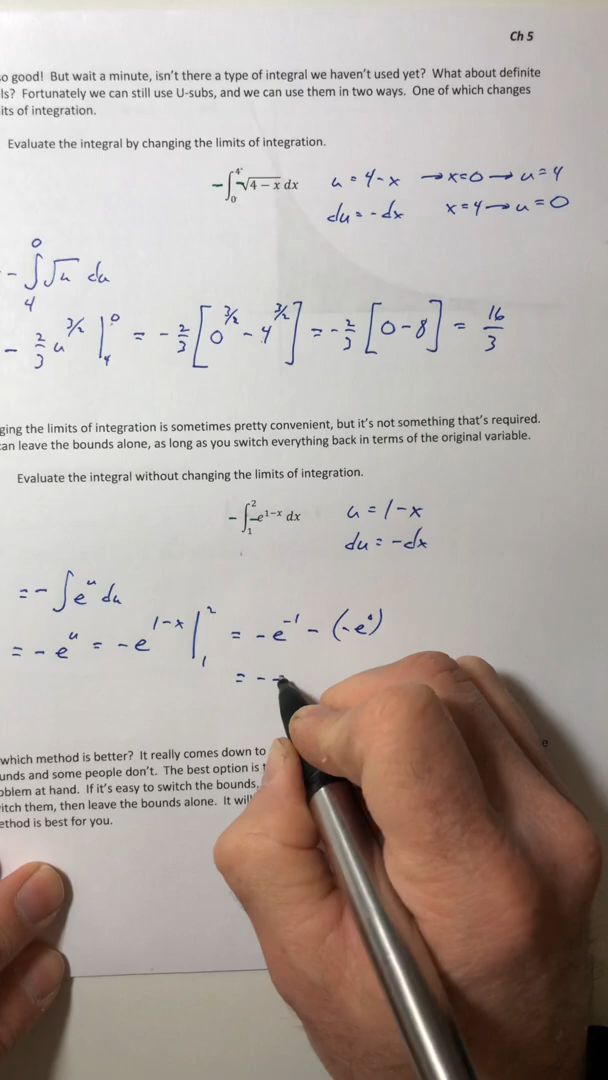 Ch 5
so good! But wait a minute, isn't there a type of integral we haven't used yet? What about definite
ls? Fortunately we can still use U-subs, and we can use them in two ways. One of which changes
its of integration.
Evaluate the integral by changing the limits of integration.
-∫₀⁴ -√(4 – x) dx u = 4-x → x=0 → u=4
du = -dx x=4 → u=0
- ∫₄⁰ √u du
- 2/3 u^(3/2) |₄⁰ = - 2/3 [0^(3/2) - 4^(3/2)] = - 2/3 [0-8] = 16/3
ging the limits of integration is sometimes pretty convenient, but it's not something that's required.
an leave the bounds alone, as long as you switch everything back in terms of the original variable.
Evaluate the integral without changing the limits of integration.
-∫₁² -e^(1-x) dx u = 1-x
du = -dx
= - ∫ e^u du
= - e^u = - e^(1-x) |₁² = - e^(-1) - (-e^0)
= - 
which method is better? It really comes down to
unds and some people don't. The best option is
oblem at hand. If it's easy to switch the bounds,
itch them, then leave the bounds alone. It will
ethod is best for you.